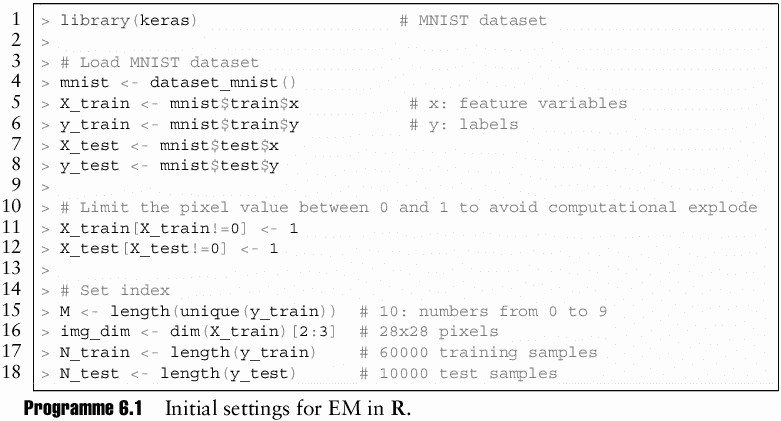 1 > library(keras) # MNIST dataset
2 >
3 > # Load MNIST dataset
4 > mnist <- dataset_mnist()
5 > X_train <- mnist$train$x # x: feature variables
6 > y_train <- mnist$train$y # y: labels
7 > X_test <- mnist$test$x
8 > y_test <- mnist$test$y
9 >
10 > # Limit the pixel value between 0 and 1 to avoid computational explode
11 > X_train[X_train!=0] <- 1
12 > X_test[X_test!=0] <- 1
13 >
14 > # Set index
15 > M <- length(unique(y_train)) # 10: numbers from 0 to 9
16 > img_dim <- dim(X_train)[2:3] # 28x28 pixels
17 > N_train <- length(y_train) # 60000 training samples
18 > N_test <- length(y_test) # 10000 test samples
Programme 6.1 Initial settings for EM in R.